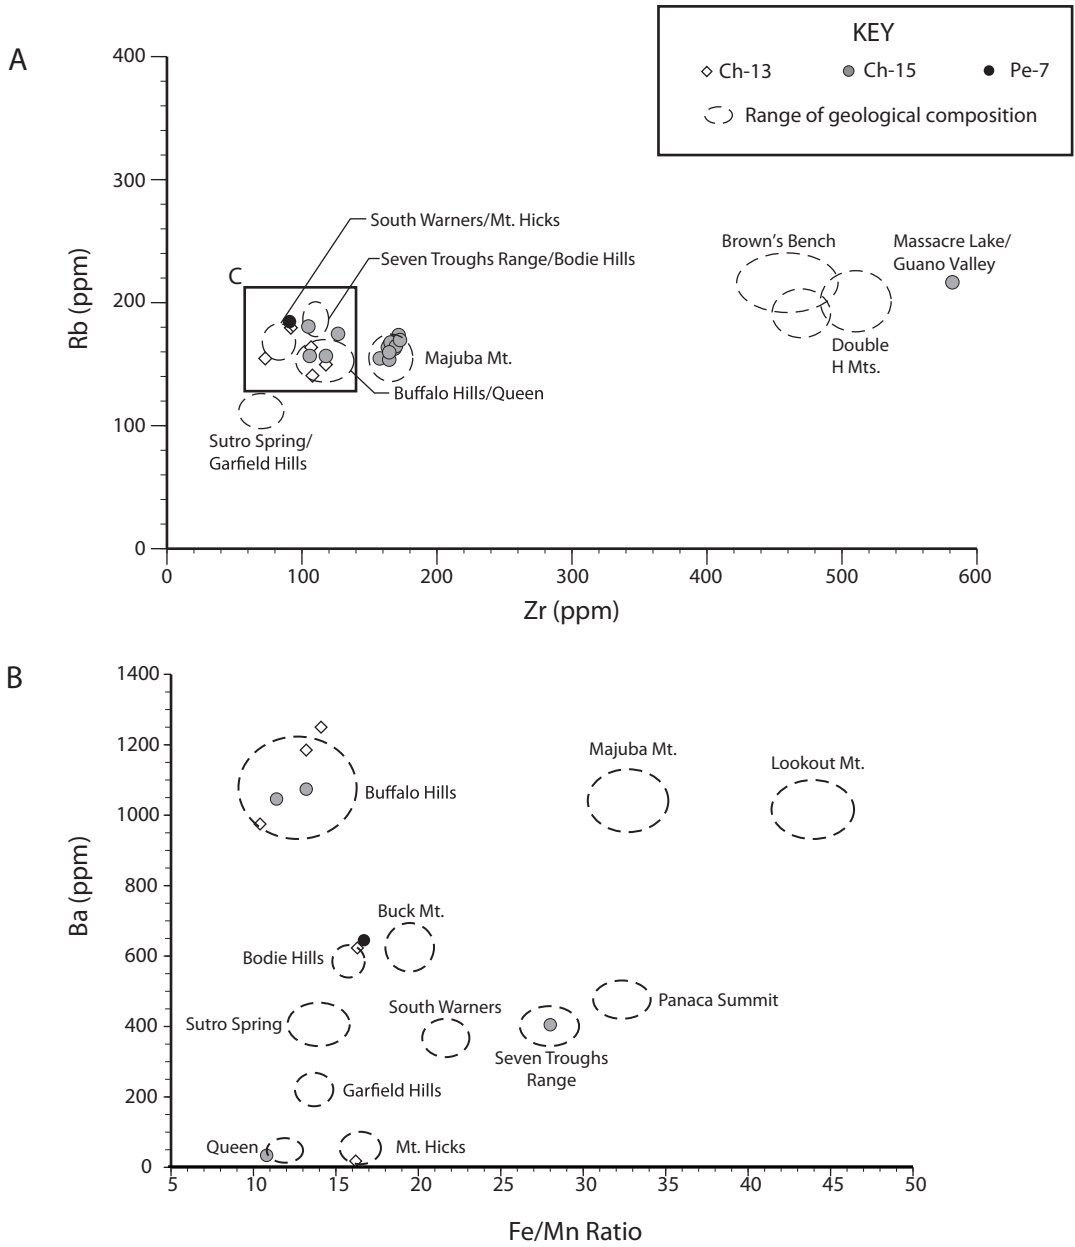 KEY
Ch-13
Ch-15
Pe-7
Range of geological composition
A
400
300
200
100
0
Rb (ppm)
South Warners/Mt. Hicks
Seven Troughs Range/Bodie Hills
C
Majuba Mt.
Buffalo Hills/Queen
Sutro Spring/
Garfield Hills
Brown's Bench
Massacre Lake/
Guano Valley
Double
H Mts.
0
100
200
300
400
500
600
Zr (ppm)
B
1400
1200
1000
800
600
400
200
0
Ba (ppm)
Majuba Mt.
Lookout Mt.
Buffalo Hills
Buck Mt.
Bodie Hills
Panaca Summit
South Warners
Sutro Spring
Seven Troughs
Range
Garfield Hills
Queen
Mt. Hicks
5
10
15
20
25
30
35
40
45
50
Fe/Mn Ratio